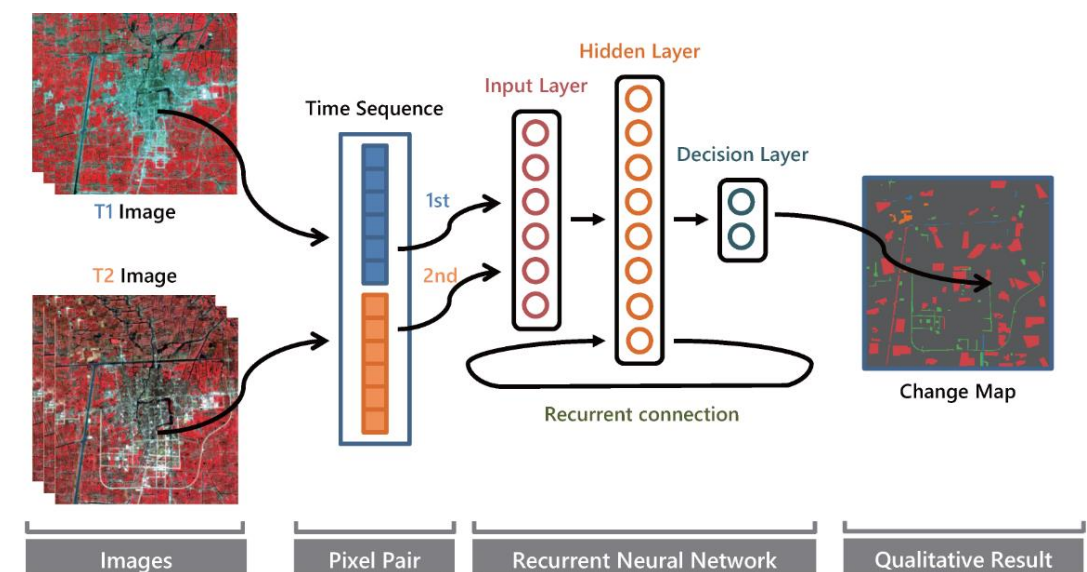 T1 Image
T2 Image
Time Sequence
1st
2nd
Input Layer
Hidden Layer
Decision Layer
Recurrent connection
Change Map
Images
Pixel Pair
Recurrent Neural Network
Qualitative Result